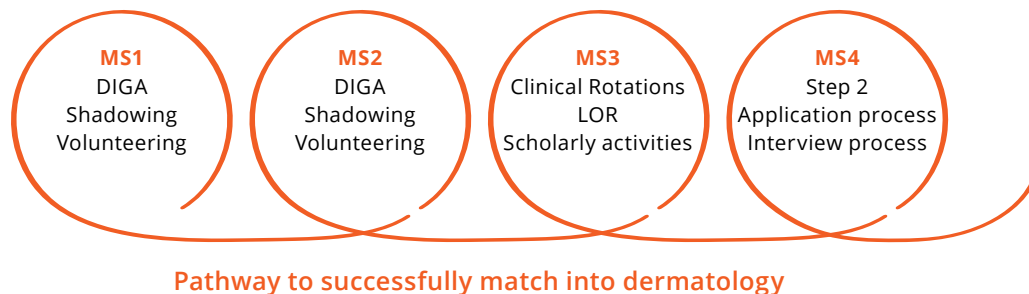 MS1
DIGA
Shadowing
Volunteering
MS2
DIGA
Shadowing
Volunteering
MS3
Clinical Rotations
LOR
Scholarly activities
MS4
Step 2
Application process
Interview process
Pathway to successfully match into dermatology